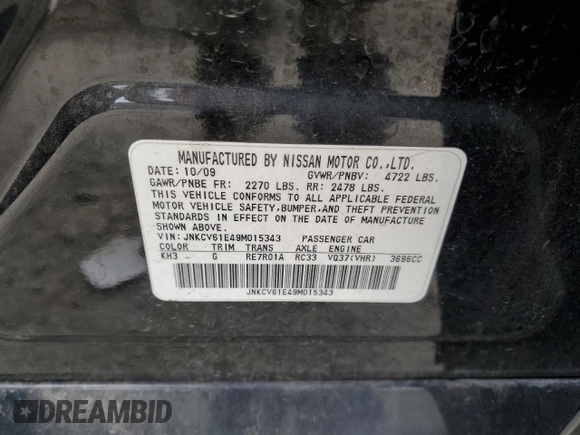 MANUFACTURED BY NISSAN MOTOR CO.,LTD.
DATE: 10/09 GVWR/PNBV: 4722 LBS.
GAWR/PNBE FR: 2270 LBS. RR: 2478 LBS.
THIS VEHICLE CONFORMS TO ALL APPLICABLE FEDERAL
MOTOR VEHICLE SAFETY,BUMPER,AND THEFT PREVENTION
STANDARDS IN EFFECT ON THE DATE OF MANUFACTURE
SHOWN ABOVE.
VIN: JNKCV61E49M015343 PASSENGER CAR
COLOR TRIM TRANS AXLE ENGINE
KH3 G RE7R01A RC33 VQ37(VHR) 3696CC
JNKCV61E49M015343
DREAMBID